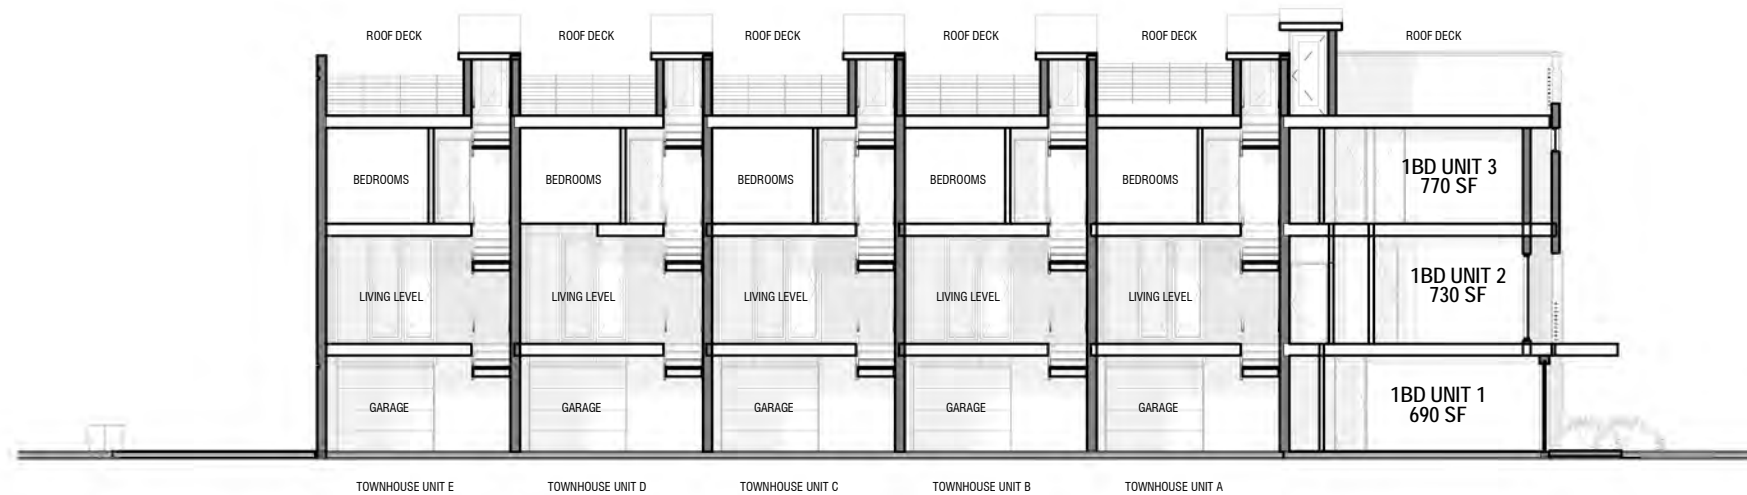 ROOF DECK ROOF DECK ROOF DECK ROOF DECK ROOF DECK ROOF DECK
BEDROOMS BEDROOMS BEDROOMS BEDROOMS BEDROOMS 1BD UNIT 3
770 SF
LIVING LEVEL LIVING LEVEL LIVING LEVEL LIVING LEVEL LIVING LEVEL 1BD UNIT 2
730 SF
GARAGE GARAGE GARAGE GARAGE GARAGE 1BD UNIT 1
690 SF
TOWNHOUSE UNIT E TOWNHOUSE UNIT D TOWNHOUSE UNIT C TOWNHOUSE UNIT B TOWNHOUSE UNIT A